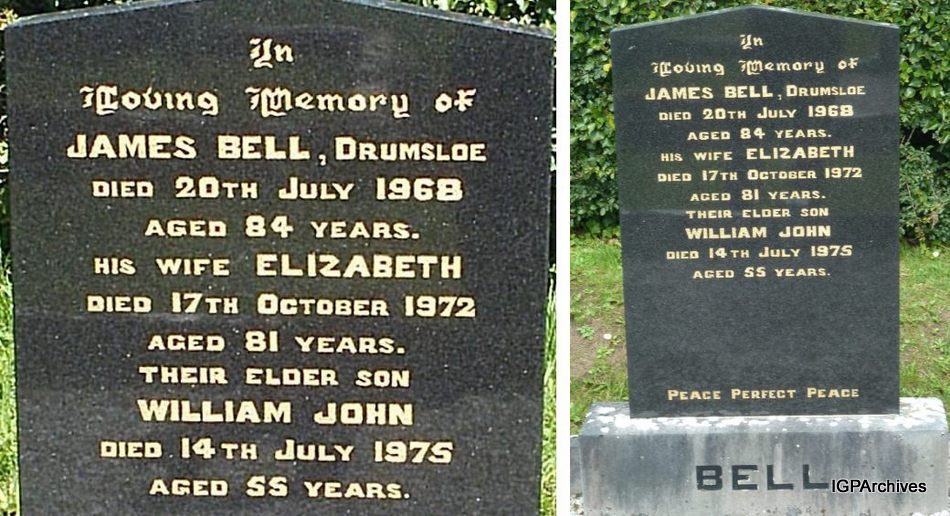 In
Loving Memory of
JAMES BELL, DRUMSLOE
DIED 20TH JULY 1968
AGED 84 YEARS.
HIS WIFE ELIZABETH
DIED 17TH OCTOBER 1972
AGED 81 YEARS.
THEIR ELDER SON
WILLIAM JOHN
DIED 14TH JULY 1975
AGED 55 YEARS.
In
Loving Memory of
JAMES BELL, DRUMSLOE
DIED 20TH JULY 1968
AGED 84 YEARS.
HIS WIFE ELIZABETH
DIED 17TH OCTOBER 1972
AGED 81 YEARS.
THEIR ELDER SON
WILLIAM JOHN
DIED 14TH JULY 1975
AGED 55 YEARS.
PEACE PERFECT PEACE
BELL
IGPArchives